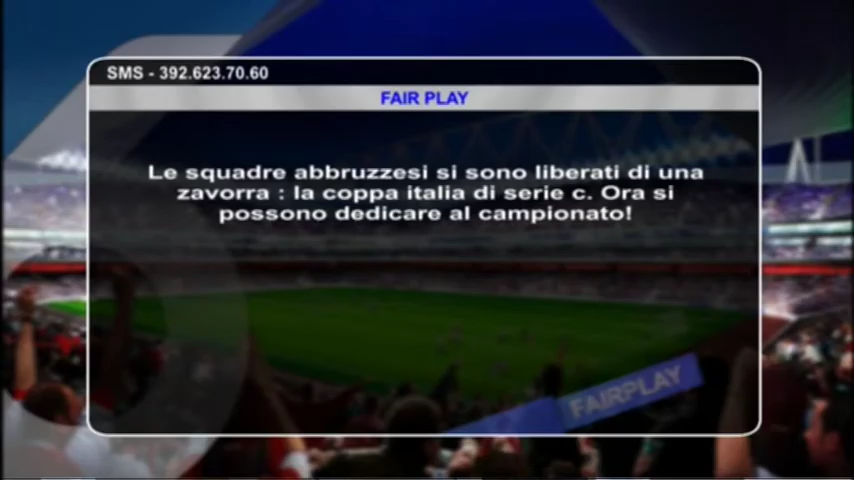 SMS - 392.623.70.60
FAIR PLAY
Le squadre abbruzzesi si sono liberati di una
zavorra : la coppa italia di serie c. Ora si
possono dedicare al campionato!
FAIRPLAY